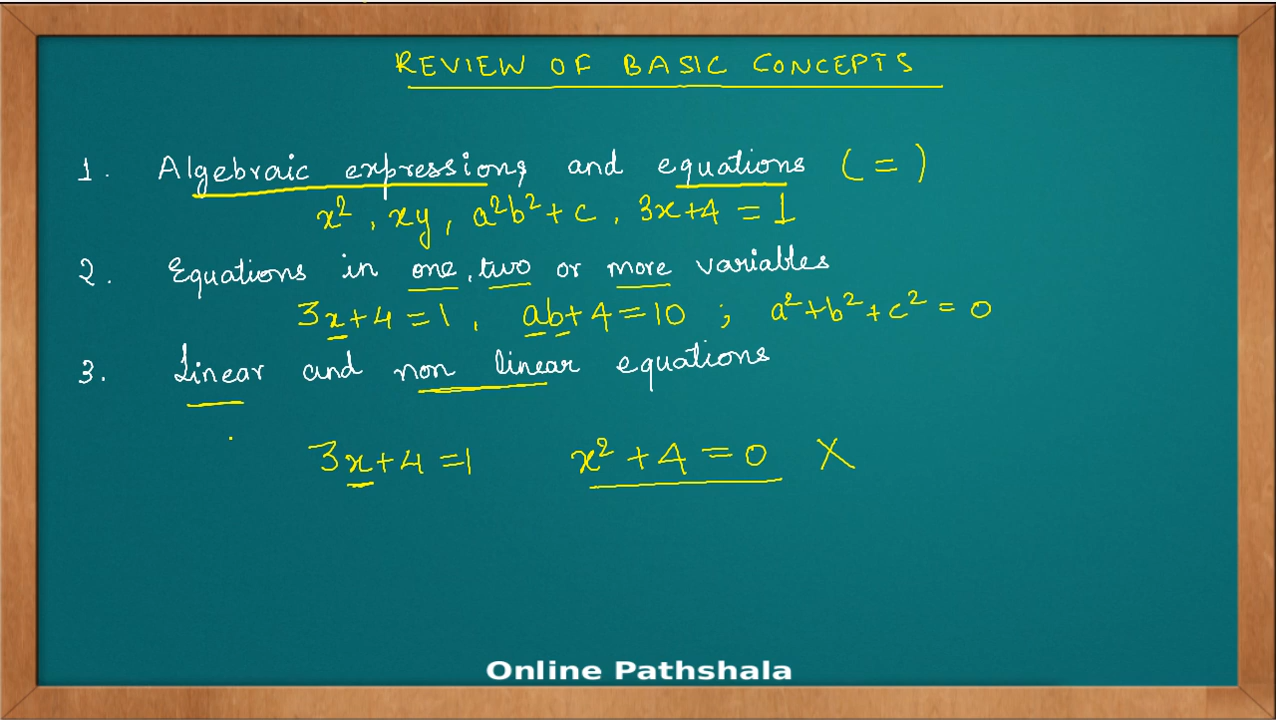 REVIEW OF BASIC CONCEPTS
1. Algebraic expressions and equations ( = )
x², xy, a²b² + c, 3x+4 = 1
2. Equations in one, two or more variables
3x+4 = 1, ab+4 = 10 ; a²+b²+c² = 0
3. Linear and non linear equations
3x+4 = 1 x²+4 = 0 X
Online Pathshala